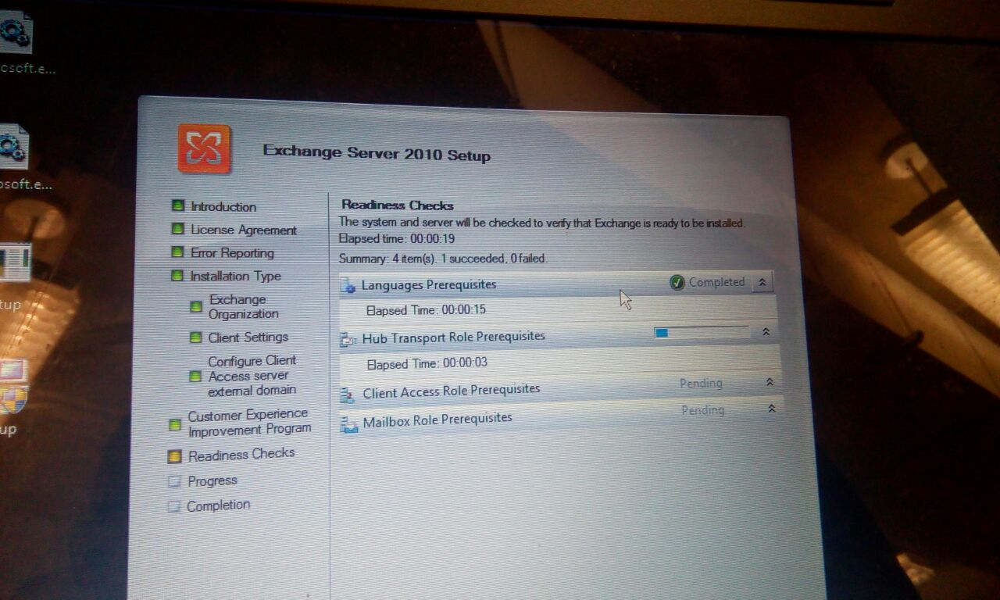 osoft.e...
osoft.e...
tup
up
Exchange Server 2010 Setup
Introduction
License Agreement
Error Reporting
Installation Type
Exchange
Organization
Client Settings
Configure Client
Access server
external domain
Customer Experience
Improvement Program
Readiness Checks
Progress
Completion
Readiness Checks
The system and server will be checked to verify that Exchange is ready to be installed.
Elapsed time: 00:00:19
Summary: 4 item(s). 1 succeeded, 0 failed.
Languages Prerequisites Completed
Elapsed Time: 00:00:15
Hub Transport Role Prerequisites
Elapsed Time: 00:00:03
Client Access Role Prerequisites Pending
Mailbox Role Prerequisites Pending